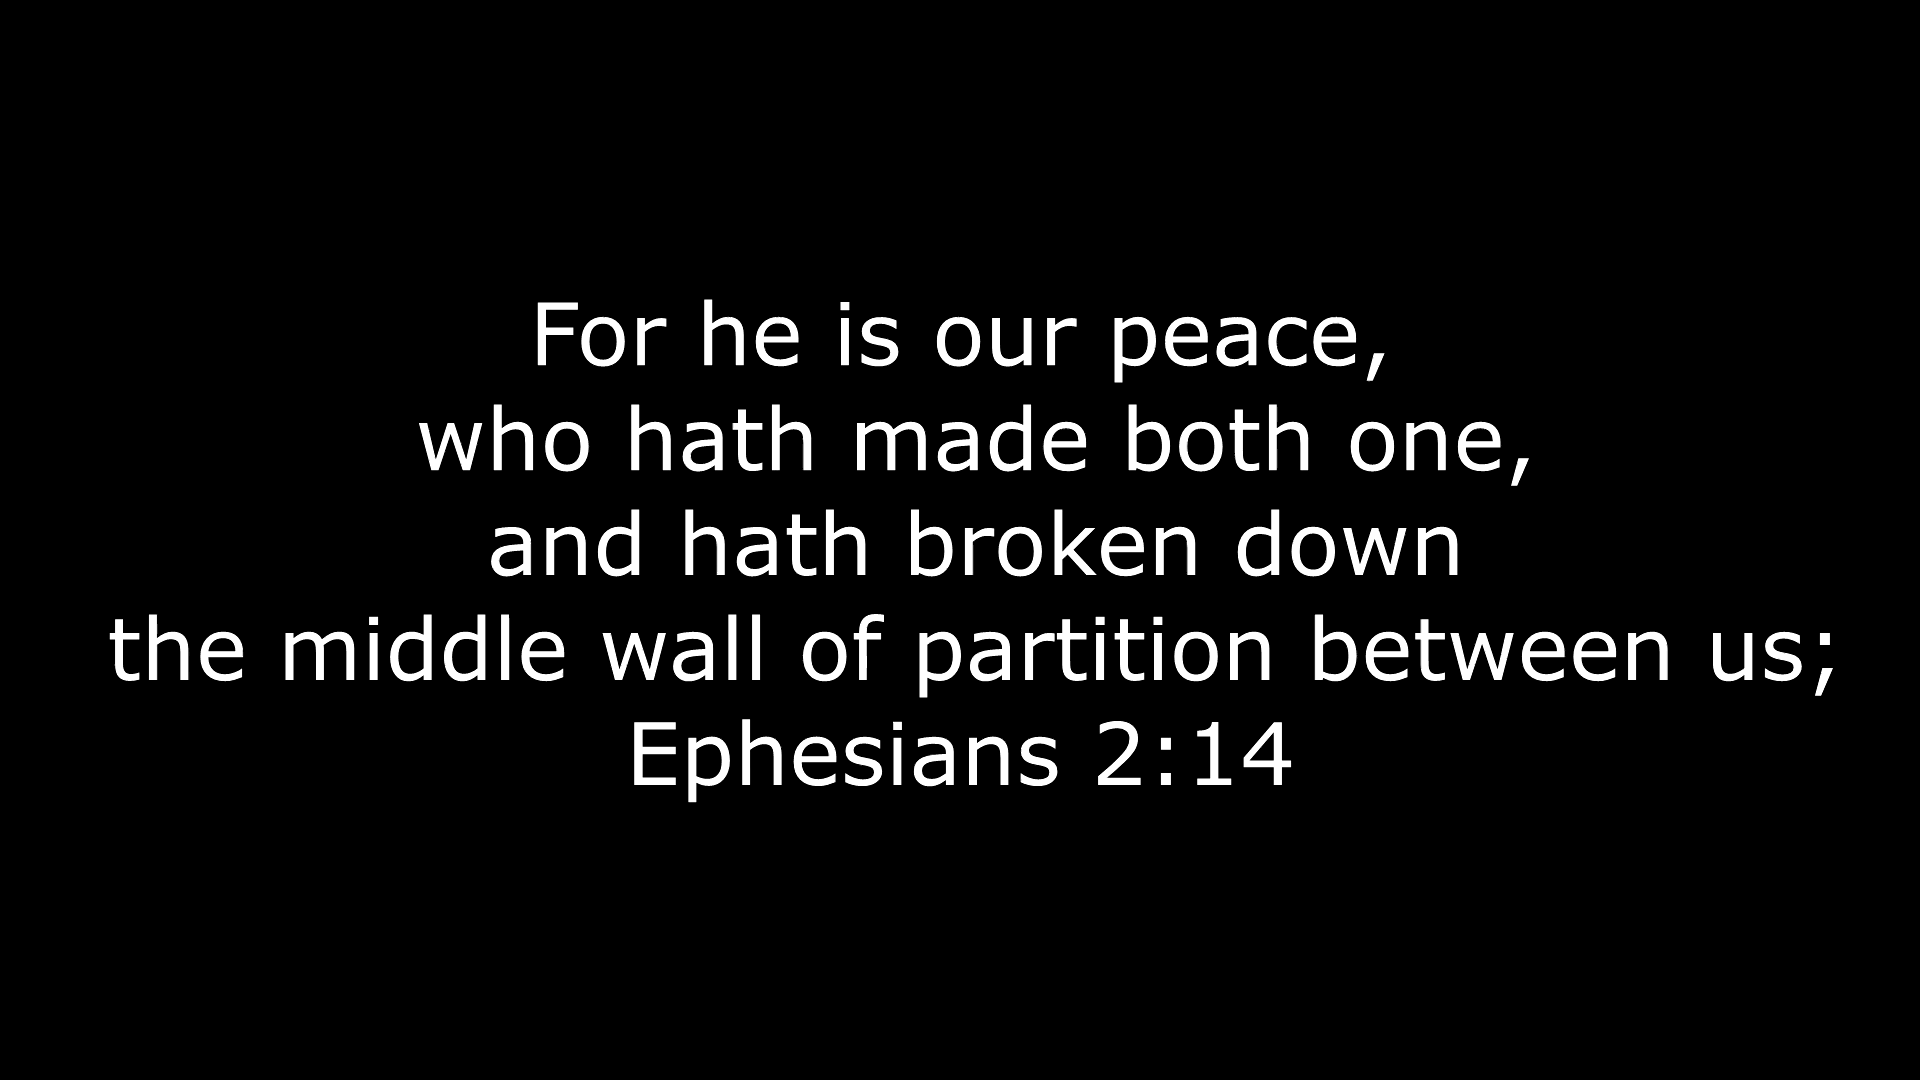 For he is our peace,
who hath made both one,
and hath broken down
the middle wall of partition between us;
Ephesians 2:14